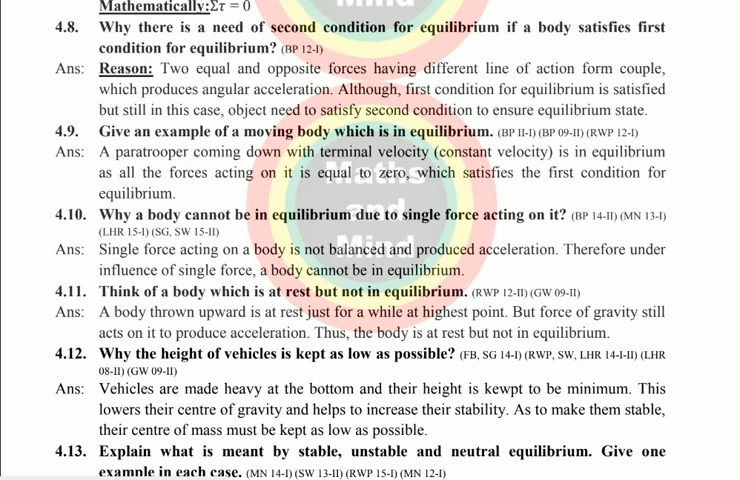 Mathematically:Στ = 0
4.8. Why there is a need of second condition for equilibrium if a body satisfies first
condition for equilibrium? (BP 12-I)
Ans: Reason: Two equal and opposite forces having different line of action form couple,
which produces angular acceleration. Although, first condition for equilibrium is satisfied
but still in this case, object need to satisfy second condition to ensure equilibrium state.
4.9. Give an example of a moving body which is in equilibrium. (BP II-I) (BP 09-II) (RWP 12-I)
Ans: A paratrooper coming down with terminal velocity (constant velocity) is in equilibrium
as all the forces acting on it is equal to zero, which satisfies the first condition for
equilibrium.
4.10. Why a body cannot be in equilibrium due to single force acting on it? (BP 14-II) (MN 13-I)
(LHR 15-I) (SG, SW 15-II)
Ans: Single force acting on a body is not balanced and produced acceleration. Therefore under
influence of single force, a body cannot be in equilibrium.
4.11. Think of a body which is at rest but not in equilibrium. (RWP 12-II) (GW 09-II)
Ans: A body thrown upward is at rest just for a while at highest point. But force of gravity still
acts on it to produce acceleration. Thus, the body is at rest but not in equilibrium.
4.12. Why the height of vehicles is kept as low as possible? (FB, SG 14-I) (RWP, SW, LHR 14-I-II) (LHR
08-II) (GW 09-II)
Ans: Vehicles are made heavy at the bottom and their height is kewpt to be minimum. This
lowers their centre of gravity and helps to increase their stability. As to make them stable,
their centre of mass must be kept as low as possible.
4.13. Explain what is meant by stable, unstable and neutral equilibrium. Give one
example in each case. (MN 14-I) (SW 13-II) (RWP 15-I) (MN 12-I)
Mind
Maths
and
Mind